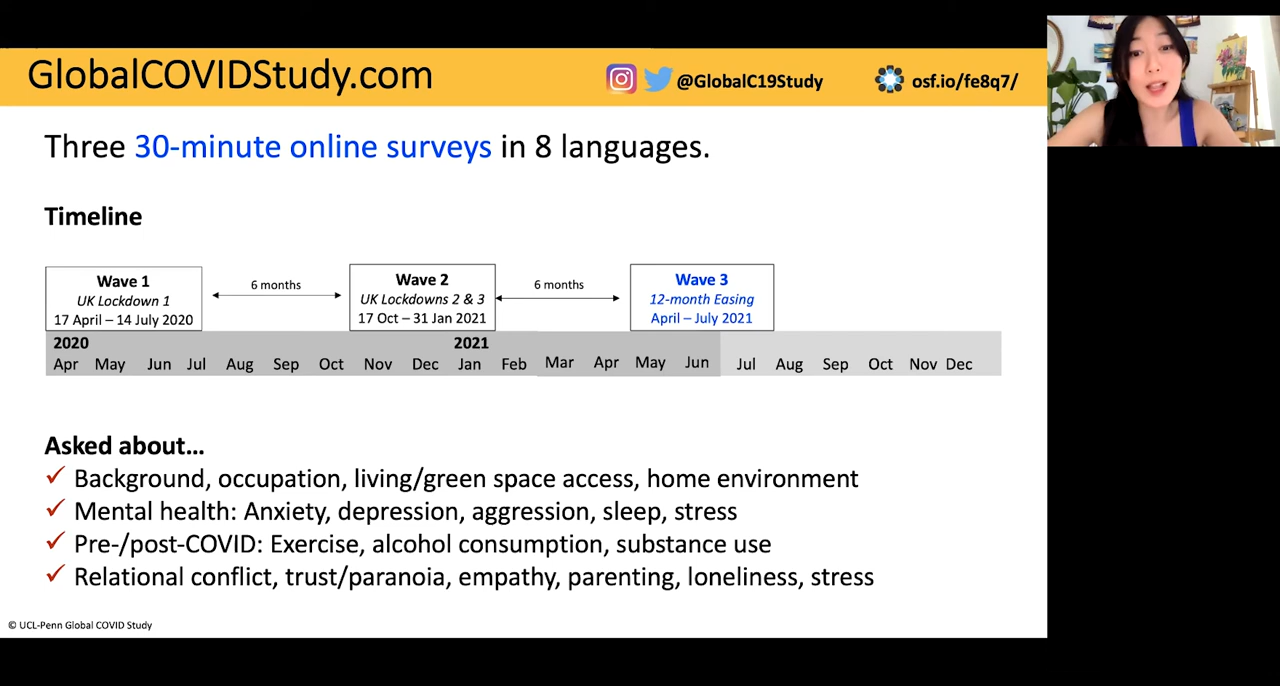 GlobalCOVIDStudy.com
@GlobalC19Study
osf.io/fe8q7/
Three 30-minute online surveys in 8 languages.
Timeline
Wave 1
UK Lockdown 1
17 April – 14 July 2020
6 months
Wave 2
UK Lockdowns 2 & 3
17 Oct – 31 Jan 2021
6 months
Wave 3
12-month Easing
April – July 2021
2020 2021
Apr May Jun Jul Aug Sep Oct Nov Dec Jan Feb Mar Apr May Jun Jul Aug Sep Oct Nov Dec
Asked about…
Background, occupation, living/green space access, home environment
Mental health: Anxiety, depression, aggression, sleep, stress
Pre-/post-COVID: Exercise, alcohol consumption, substance use
Relational conflict, trust/paranoia, empathy, parenting, loneliness, stress
© UCL-Penn Global COVID Study